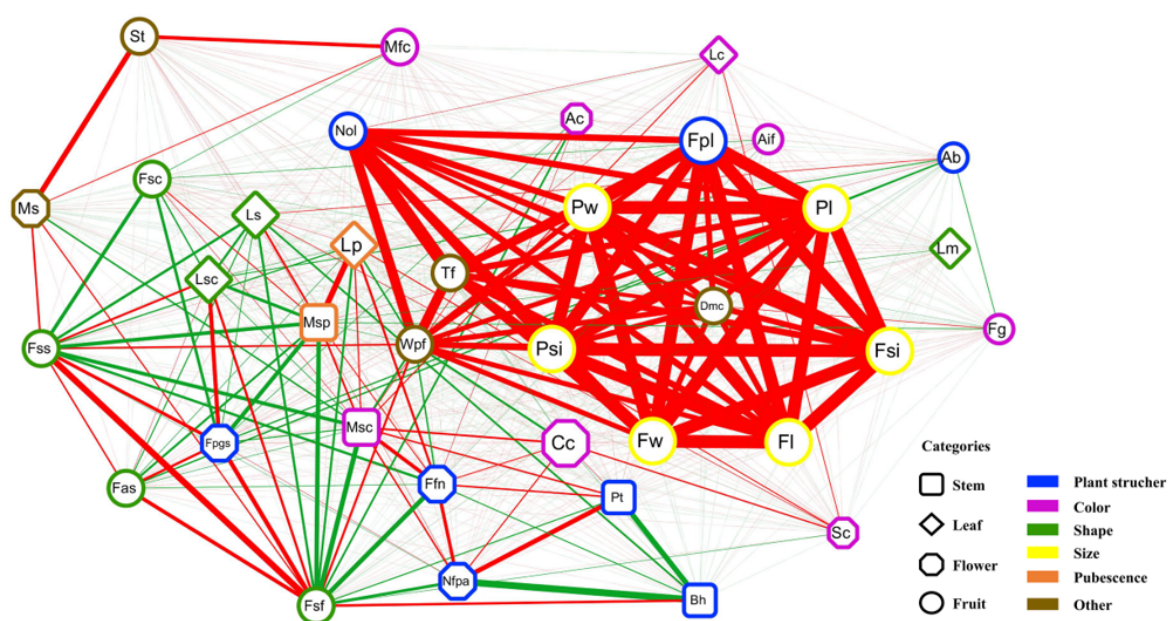 St
Mfc
Lc
Ac
Nol
Fpl
Aif
Ab
Fsc
Ms
Ls
Pw
Pl
Lp
Lm
Lsc
Tf
Dmc
Msp
Fg
Fss
Wpf
Psi
Fsi
Msc
Fpgs
Cc
Fw
Fl
Fas
Ffn
Pt
Sc
Nfpa
Fsf
Bh
Categories
Stem
Leaf
Flower
Fruit
Plant strucher
Color
Shape
Size
Pubescence
Other